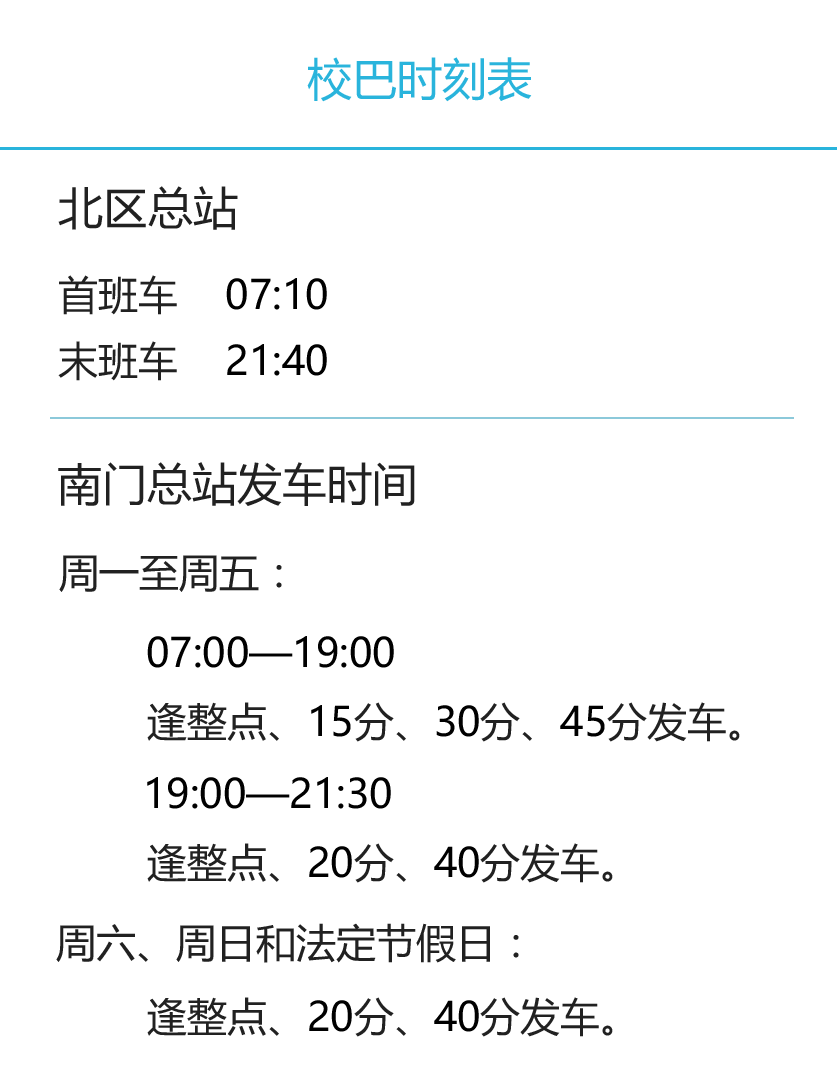 校巴时刻表
北区总站
首班车 07:10
末班车 21:40
南门总站发车时间
周一至周五：
07:00—19:00
逢整点、15分、30分、45分发车。
19:00—21:30
逢整点、20分、40分发车。
周六、周日和法定节假日：
逢整点、20分、40分发车。